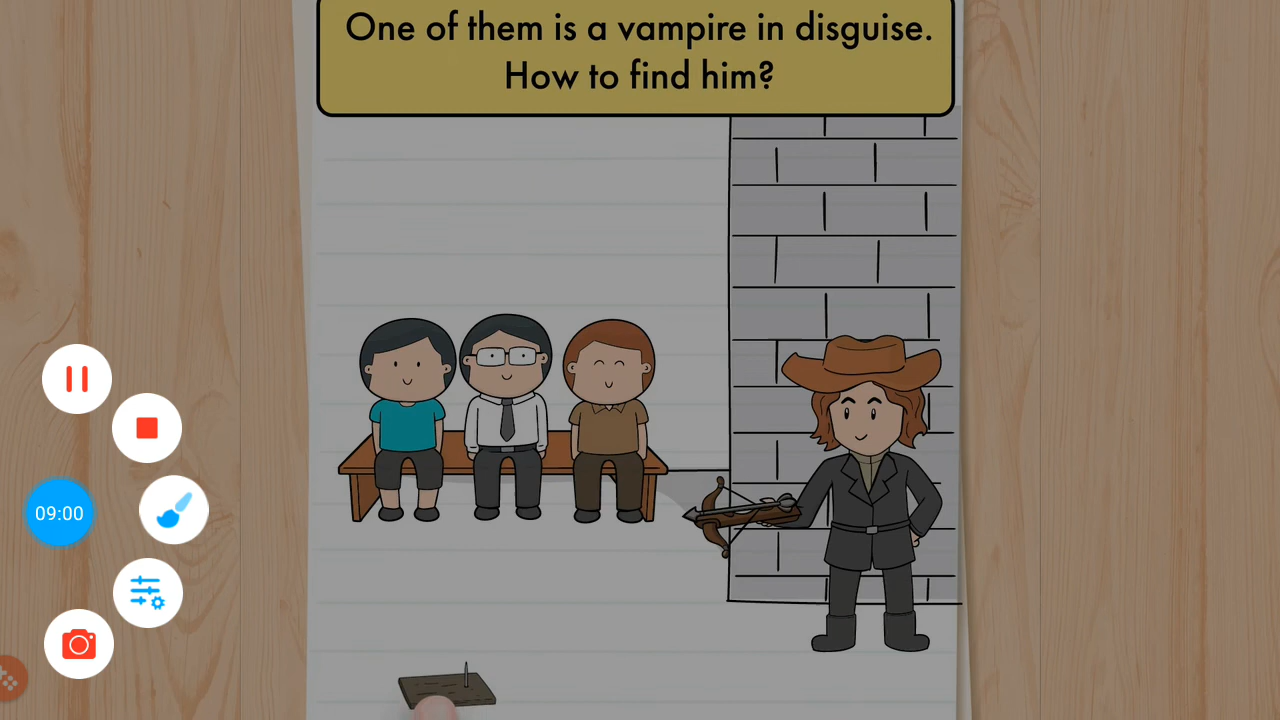 One of them is a vampire in disguise.
How to find him?
09:00